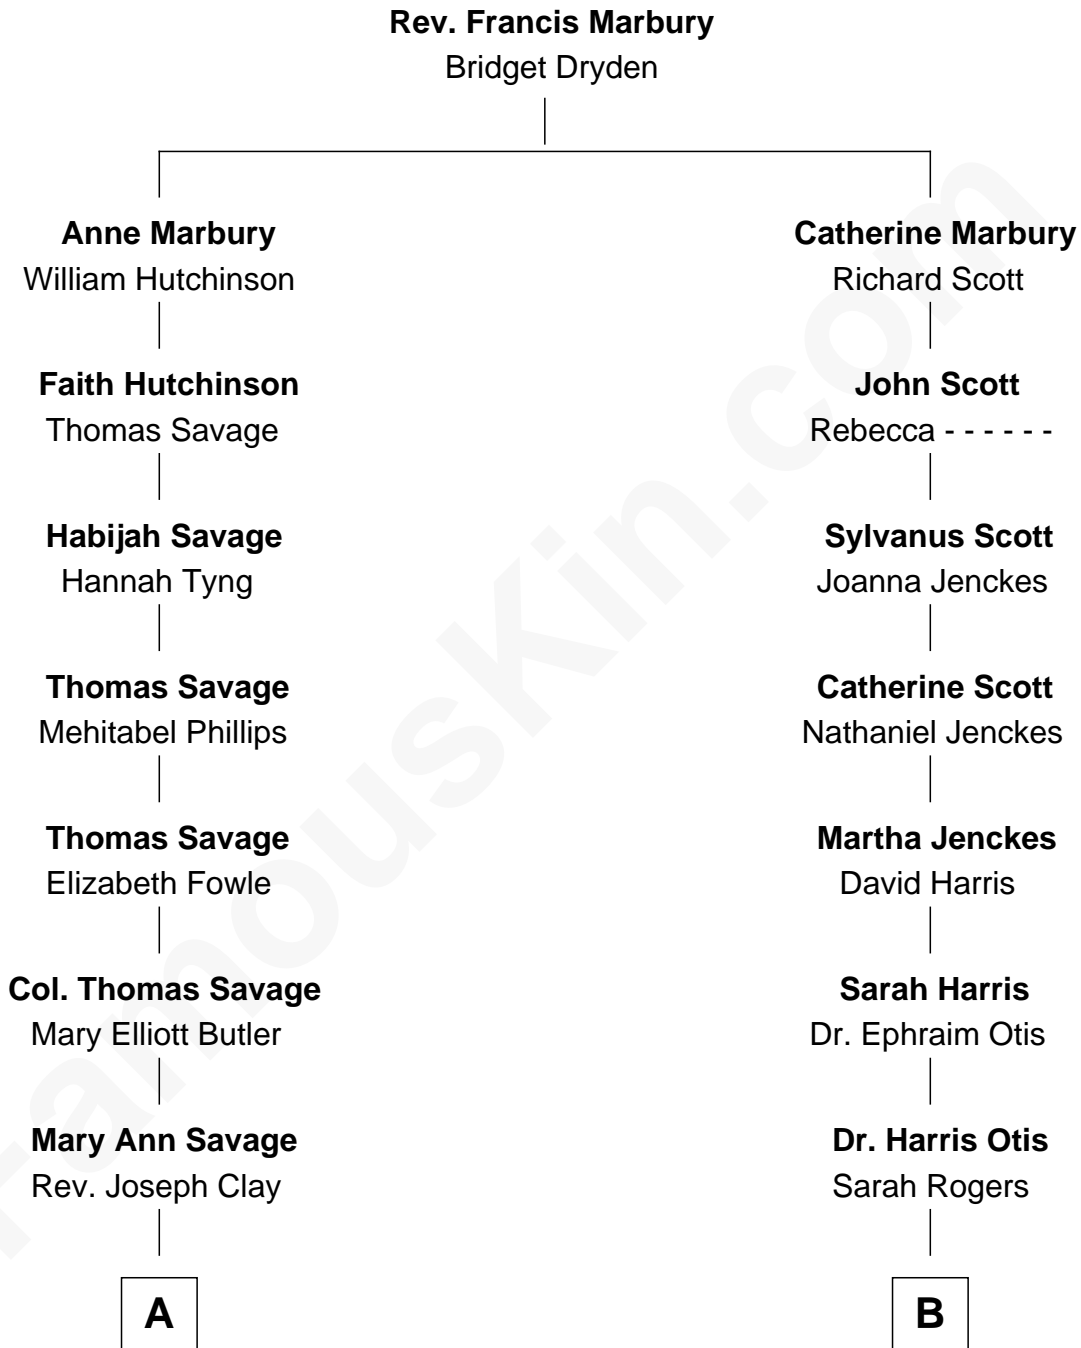 Rev. Francis Marbury
Bridget Dryden
Anne Marbury
William Hutchinson
Catherine Marbury
Richard Scott
Faith Hutchinson
Thomas Savage
John Scott
Rebecca - - - - - -
Habijah Savage
Hannah Tyng
Sylvanus Scott
Joanna Jenckes
Thomas Savage
Mehitabel Phillips
Catherine Scott
Nathaniel Jenckes
Thomas Savage
Elizabeth Fowle
Martha Jenckes
David Harris
Col. Thomas Savage
Mary Elliott Butler
Sarah Harris
Dr. Ephraim Otis
Mary Ann Savage
Rev. Joseph Clay
Dr. Harris Otis
Sarah Rogers
A
B
FamousKin.com